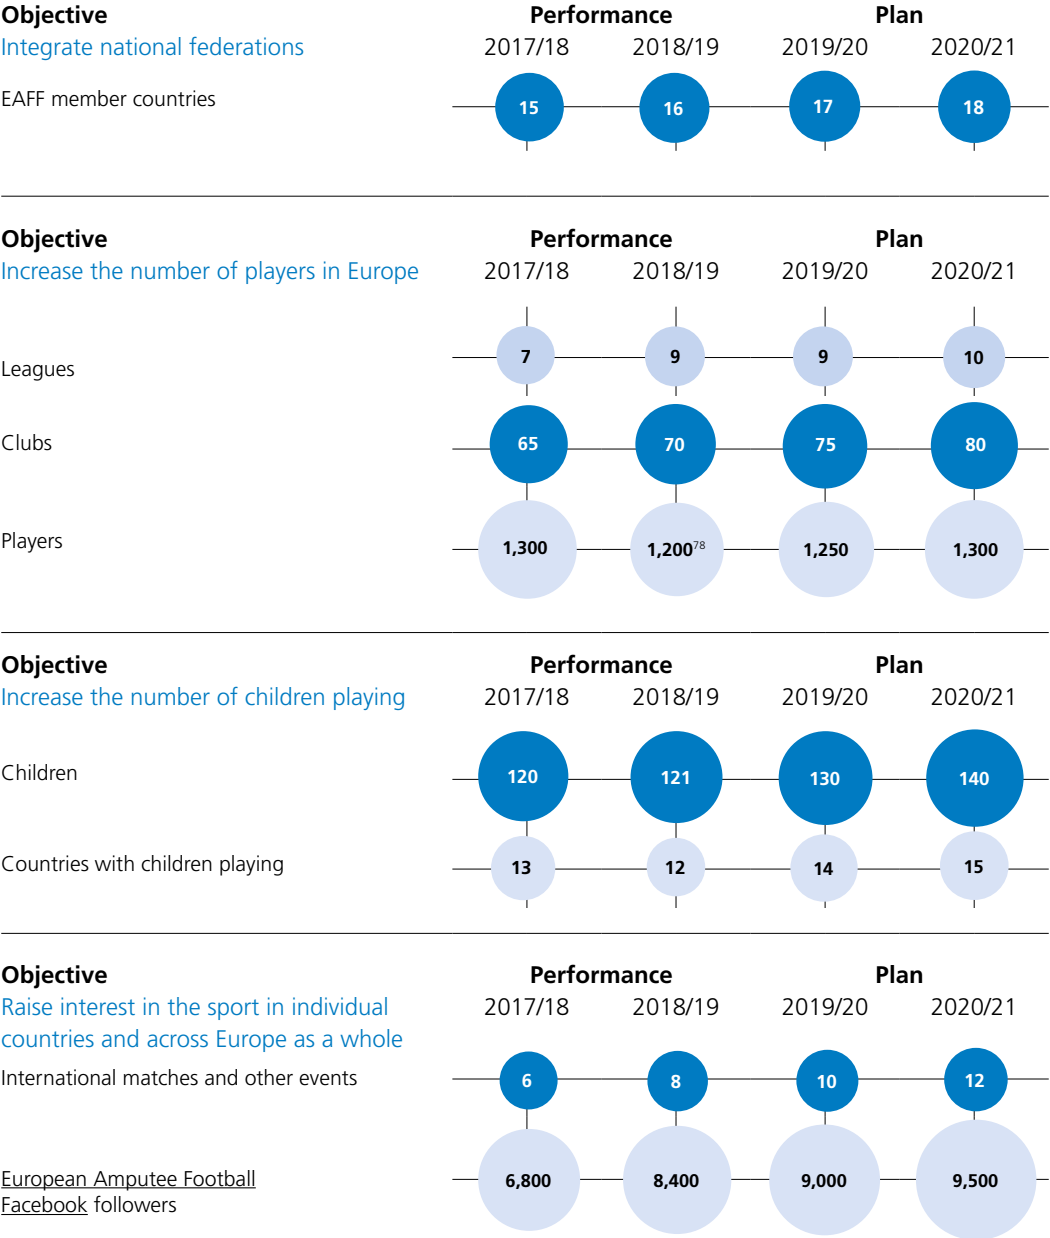 Objective Performance Plan
Integrate national federations 2017/18 2018/19 2019/20 2020/21
EAFF member countries 15 16 17 18
Objective Performance Plan
Increase the number of players in Europe 2017/18 2018/19 2019/20 2020/21
Leagues 7 9 9 10
Clubs 65 70 75 80
Players 1,300 1,200⁷⁸ 1,250 1,300
Objective Performance Plan
Increase the number of children playing 2017/18 2018/19 2019/20 2020/21
Children 120 121 130 140
Countries with children playing 13 12 14 15
Objective Performance Plan
Raise interest in the sport in individual 2017/18 2018/19 2019/20 2020/21
countries and across Europe as a whole
International matches and other events 6 8 10 12
European Amputee Football 6,800 8,400 9,000 9,500
Facebook followers